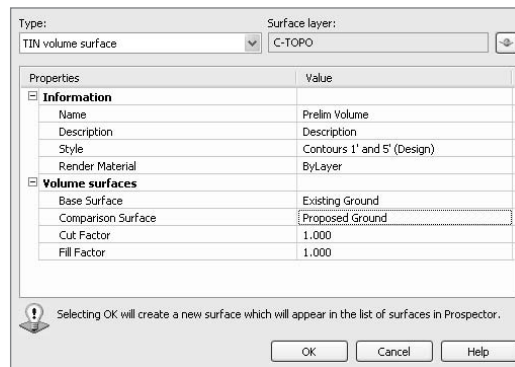 Type: Surface layer:
TIN volume surface C-TOPO
Properties Value
Information
Name Prelim Volume
Description Description
Style Contours 1' and 5' (Design)
Render Material ByLayer
Volume surfaces
Base Surface Existing Ground
Comparison Surface Proposed Ground
Cut Factor 1.000
Fill Factor 1.000
Selecting OK will create a new surface which will appear in the list of surfaces in Prospector.
OK Cancel Help